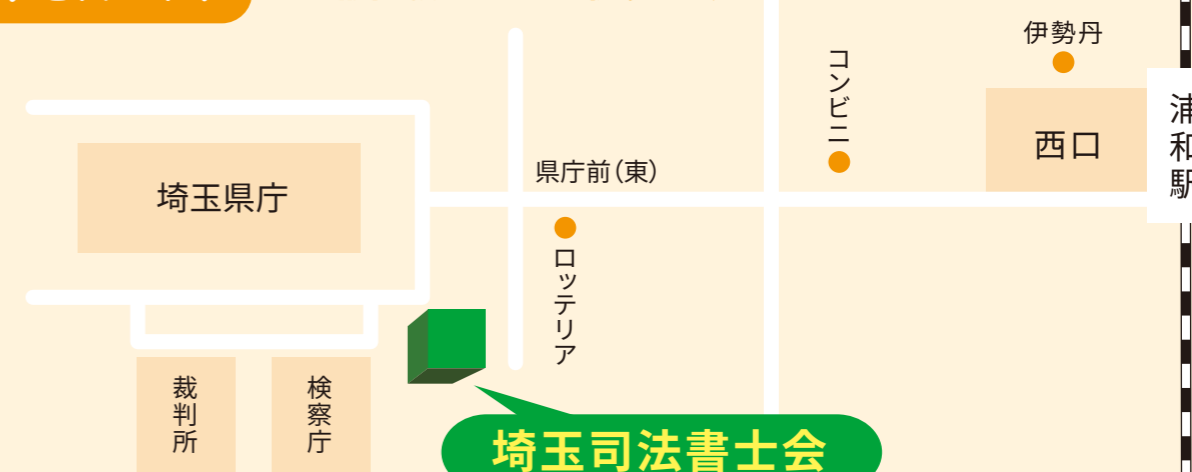 伊勢丹
コンビニ
西口
浦和駅
県庁前(東)
埼玉県庁
ロッテリア
裁判所
検察庁
埼玉司法書士会